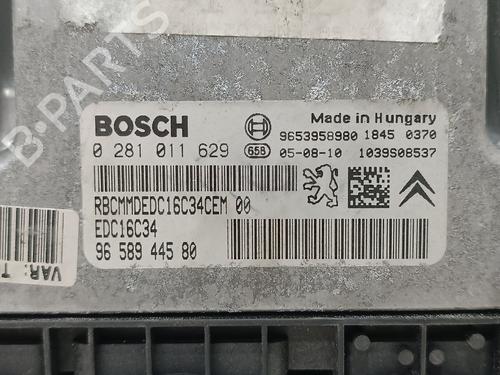 B-PARTS
BOSCH
Made in Hungary
9653958980 1845 0370
0 281 011 629
658
05-08-10 1039S08537
RBCMMDEDC16C34CEM 00
EDC16C34
96 589 445 80
VAR: T